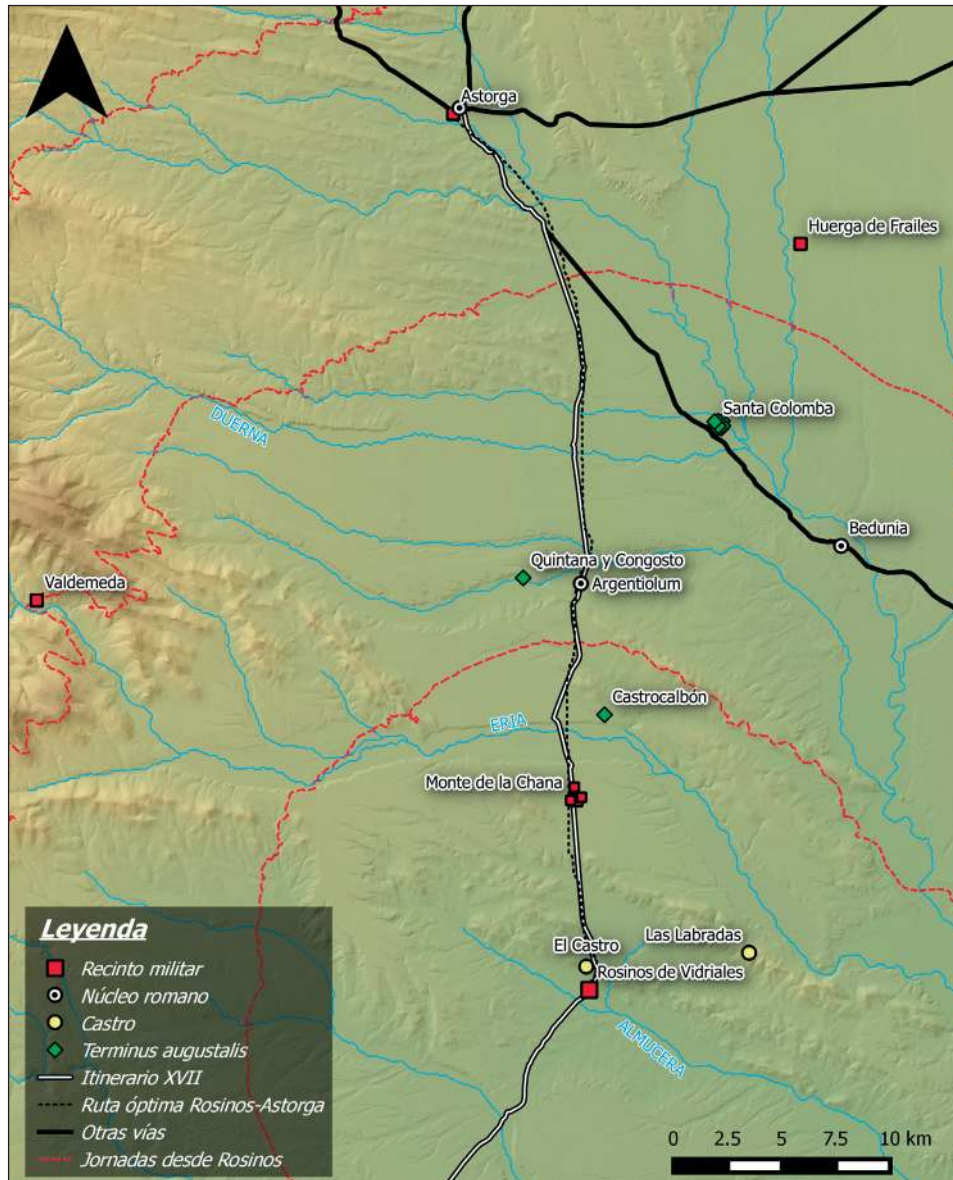 Astorga
Huerga de Frailes
Santa Colomba
DUERNA
Bedunia
Quintana y Congosto
Valdemeda
Argentiolum
Castrocalbón
ERIA
Monte de la Chana
Las Labradas
El Castro
Rosinos de Vidriales
ALMUCERA
Leyenda
Recinto militar
Núcleo romano
Castro
Terminus augustalis
Itinerario XVII
Ruta óptima Rosinos-Astorga
Otras vías
Jornadas desde Rosinos
0 2.5 5 7.5 10 km